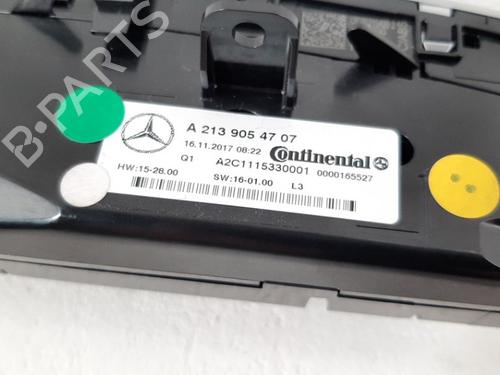 B-PARTS
A 213 905 47 07
16.11.2017 08:22 Continental
Q1 A2C1115330001 0000165527
HW:15-28.00 SW:16-01.00 L3